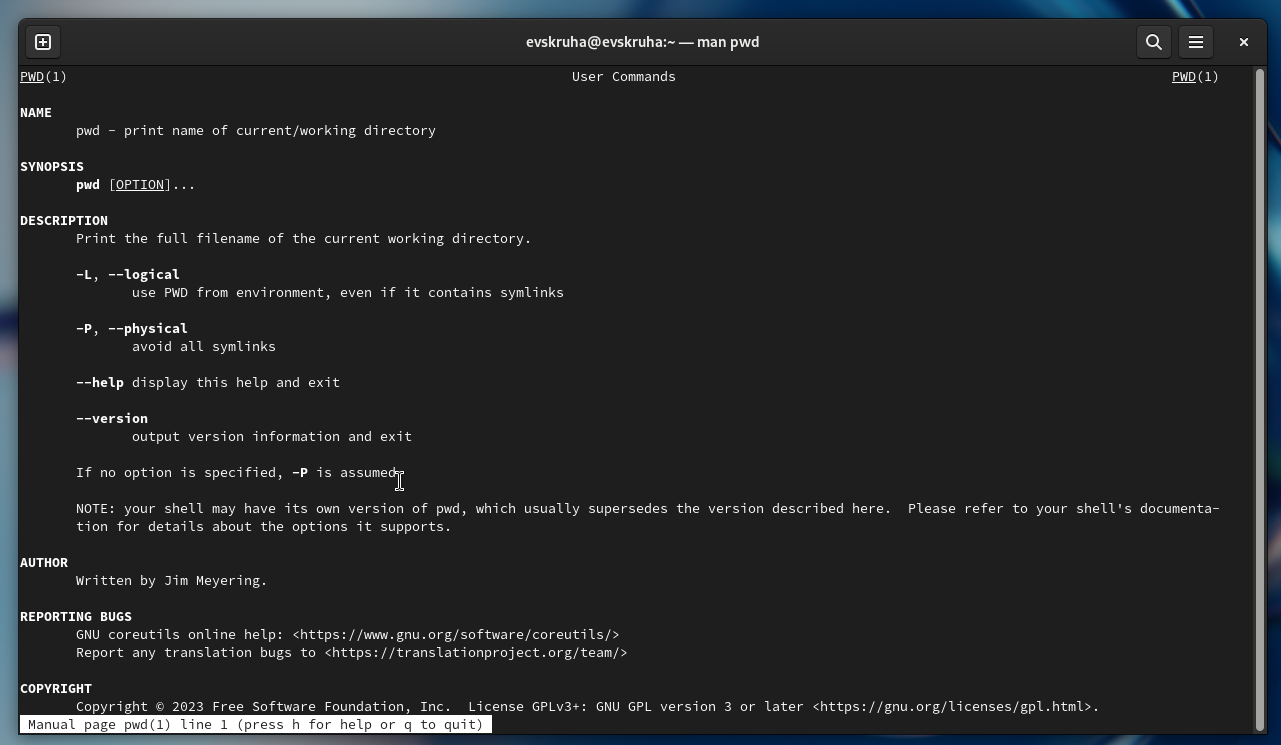 evskruha@evskruha:~ — man pwd
PWD(1) User Commands PWD(1)
NAME
pwd - print name of current/working directory
SYNOPSIS
pwd [OPTION]...
DESCRIPTION
Print the full filename of the current working directory.
-L, --logical
use PWD from environment, even if it contains symlinks
-P, --physical
avoid all symlinks
--help display this help and exit
--version
output version information and exit
If no option is specified, -P is assumed.
NOTE: your shell may have its own version of pwd, which usually supersedes the version described here.  Please refer to your shell's documenta-
tion for details about the options it supports.
AUTHOR
Written by Jim Meyering.
REPORTING BUGS
GNU coreutils online help: <https://www.gnu.org/software/coreutils/>
Report any translation bugs to <https://translationproject.org/team/>
COPYRIGHT
Copyright © 2023 Free Software Foundation, Inc.  License GPLv3+: GNU GPL version 3 or later <https://gnu.org/licenses/gpl.html>.
Manual page pwd(1) line 1 (press h for help or q to quit)